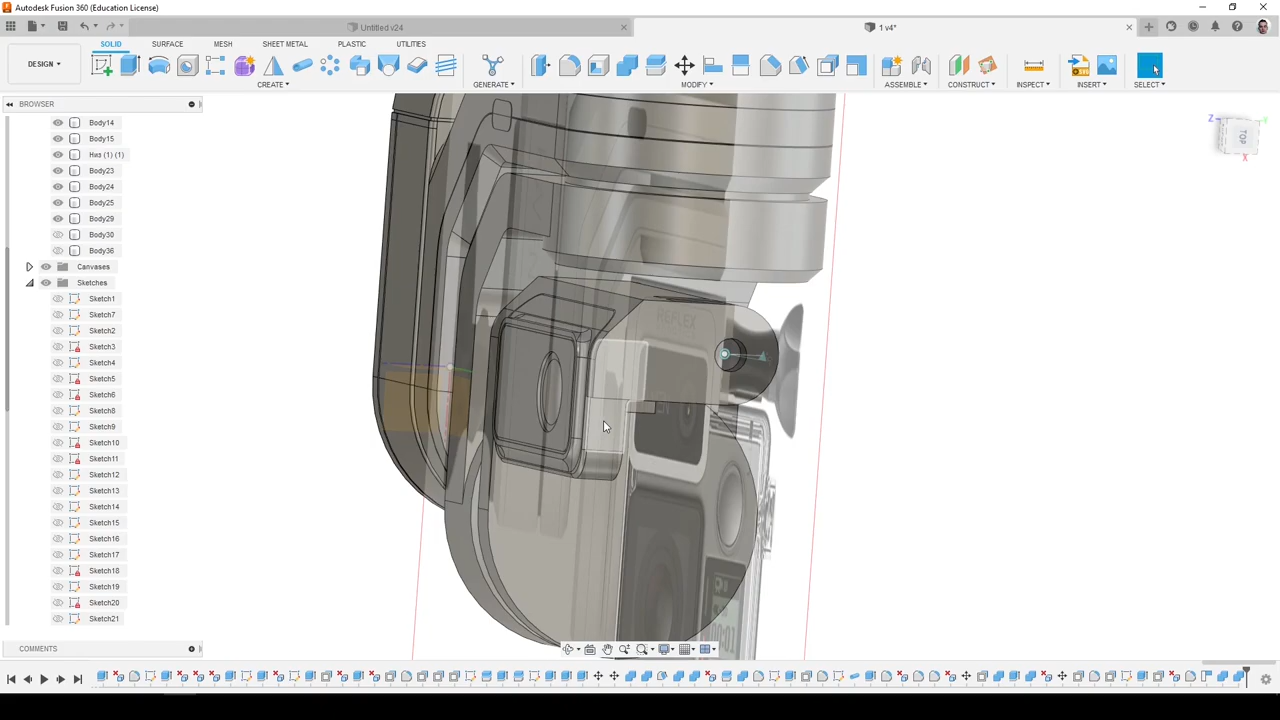 Autodesk Fusion 360 (Education License)
Untitled v24
1 v4*
DESIGN
SOLID
SURFACE
MESH
SHEET METAL
PLASTIC
UTILITIES
CREATE
GENERATE
MODIFY
ASSEMBLE
CONSTRUCT
INSPECT
INSERT
SELECT
BROWSER
Body14
Body15
Низ (1) (1)
Body23
Body24
Body25
Body29
Body30
Body36
Canvases
Sketches
Sketch1
Sketch7
Sketch2
Sketch3
Sketch4
Sketch5
Sketch6
Sketch8
Sketch9
Sketch10
Sketch11
Sketch12
Sketch13
Sketch14
Sketch15
Sketch16
Sketch17
Sketch18
Sketch19
Sketch20
Sketch21
COMMENTS
Z
TOP
X
REFLEX